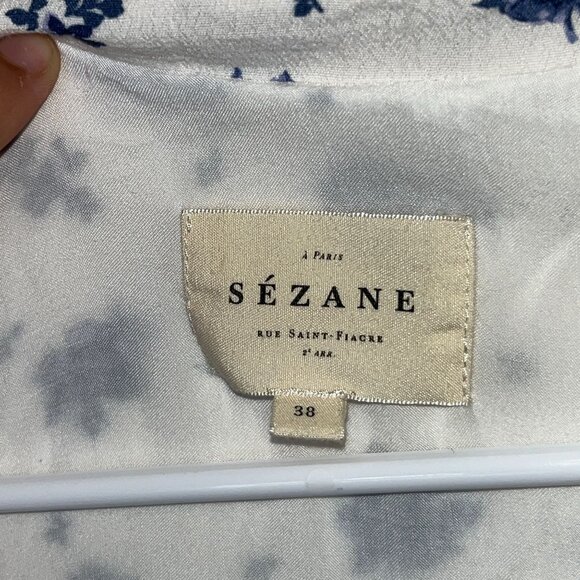 À PARIS
SÉZANE
RUE SAINT-FIACRE
2ᵉ ARR.
38